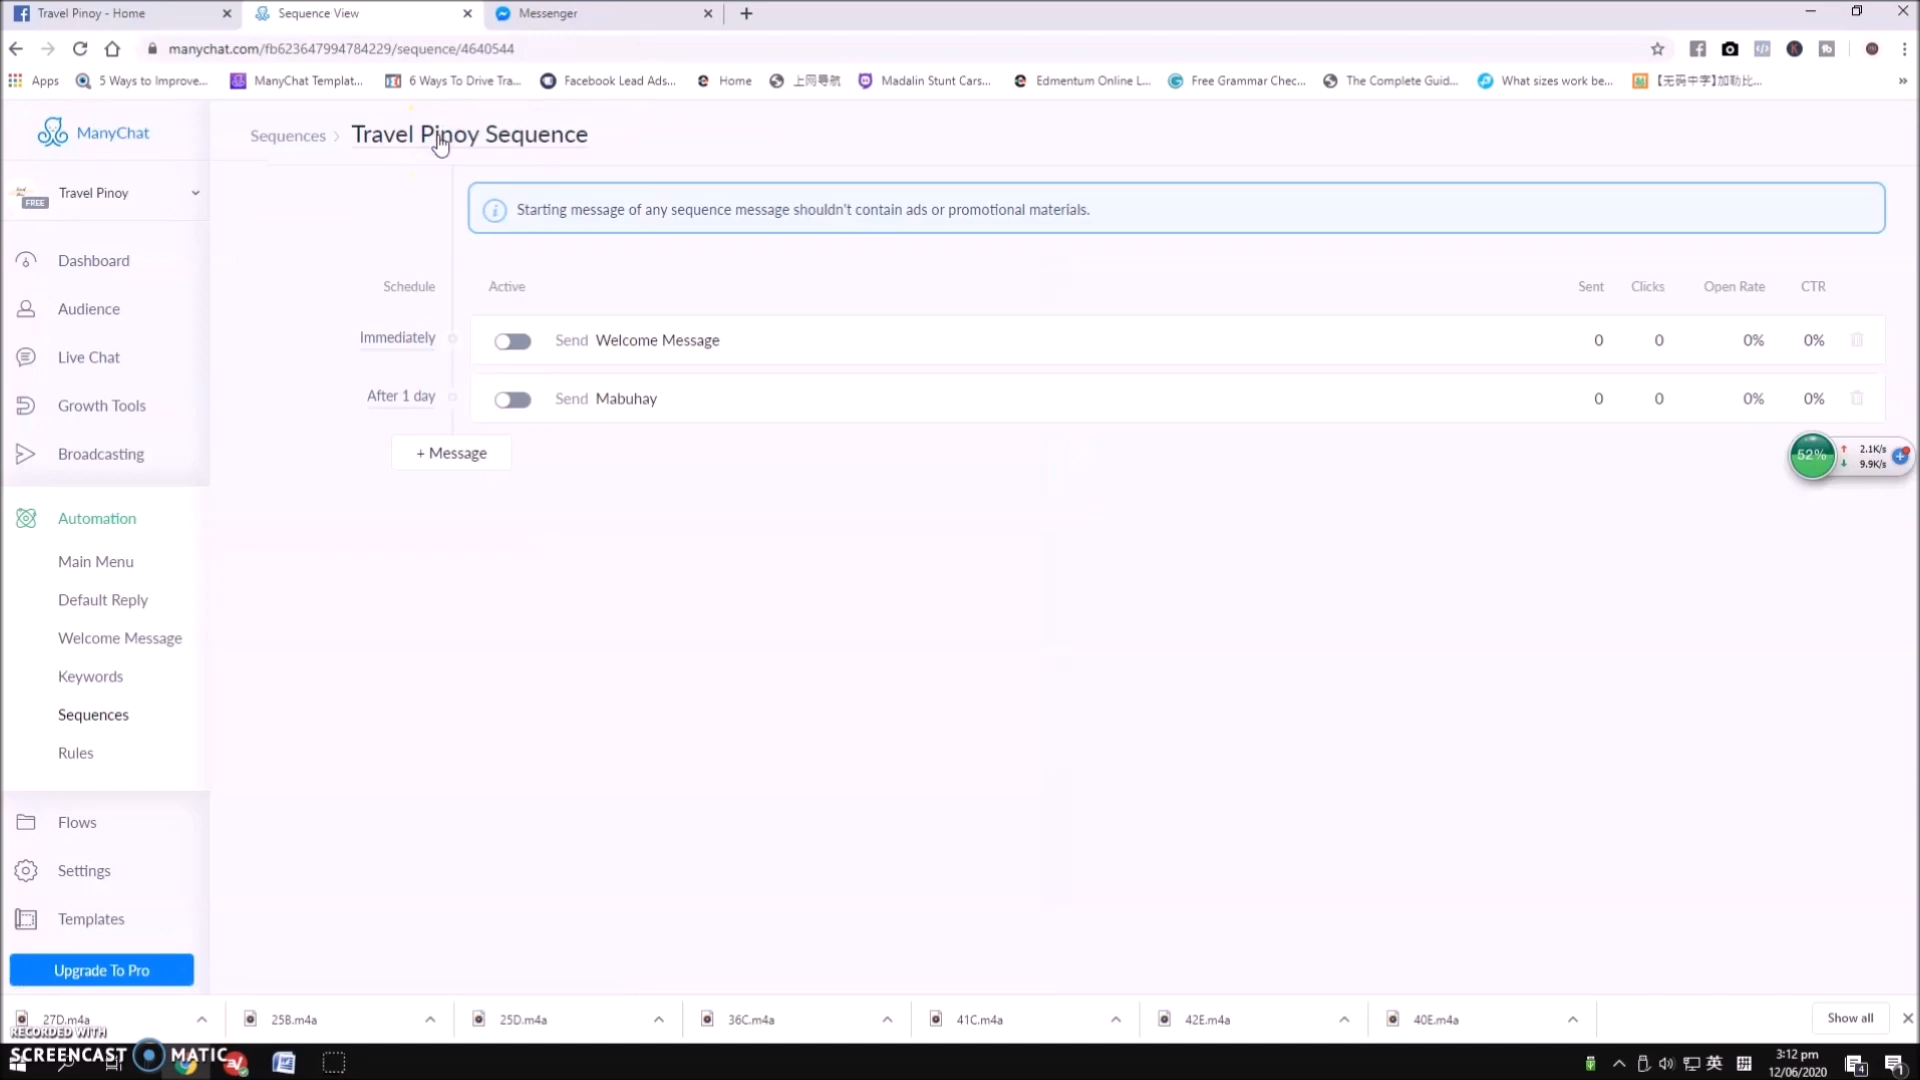 Travel Pinoy - Home
Sequence View
Messenger
manychat.com/fb623647994784229/sequence/4640544
Apps
5 Ways to Improve...
ManyChat Templat...
6 Ways To Drive Tra...
Facebook Lead Ads...
Home
上网导航
Madalin Stunt Cars...
Edmentum Online L...
Free Grammar Chec...
The Complete Guid...
What sizes work be...
【无码中字】加勒比...
»
ManyChat
Sequences › Travel Pinoy Sequence
Travel Pinoy
FREE
Starting message of any sequence message shouldn't contain ads or promotional materials.
Dashboard
Audience
Live Chat
Growth Tools
Broadcasting
Automation
Main Menu
Default Reply
Welcome Message
Keywords
Sequences
Rules
Flows
Settings
Templates
Upgrade To Pro
Schedule Active Sent Clicks Open Rate CTR
Immediately Send Welcome Message 0 0 0% 0%
After 1 day Send Mabuhay 0 0 0% 0%
+ Message
52%
2.1K/s
9.9K/s
27D.m4a
25B.m4a
25D.m4a
36C.m4a
41C.m4a
42E.m4a
40E.m4a
Show all
RECORDED WITH
SCREENCAST MATIC
英
3:12 pm
12/06/2020
4
1